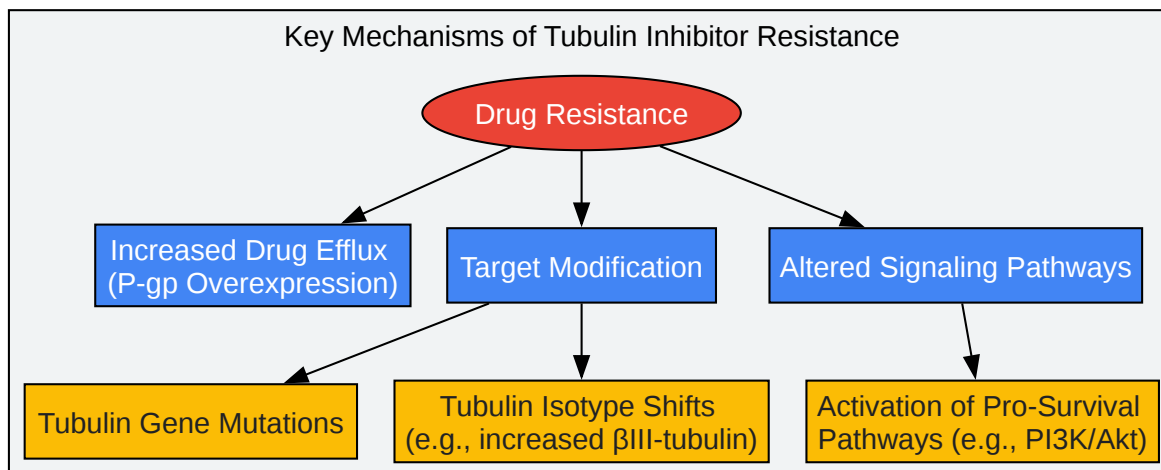 Key Mechanisms of Tubulin Inhibitor Resistance
Drug Resistance
Increased Drug Efflux
(P-gp Overexpression)
Target Modification
Altered Signaling Pathways
Tubulin Gene Mutations
Tubulin Isotype Shifts
(e.g., increased βIII-tubulin)
Activation of Pro-Survival
Pathways (e.g., PI3K/Akt)